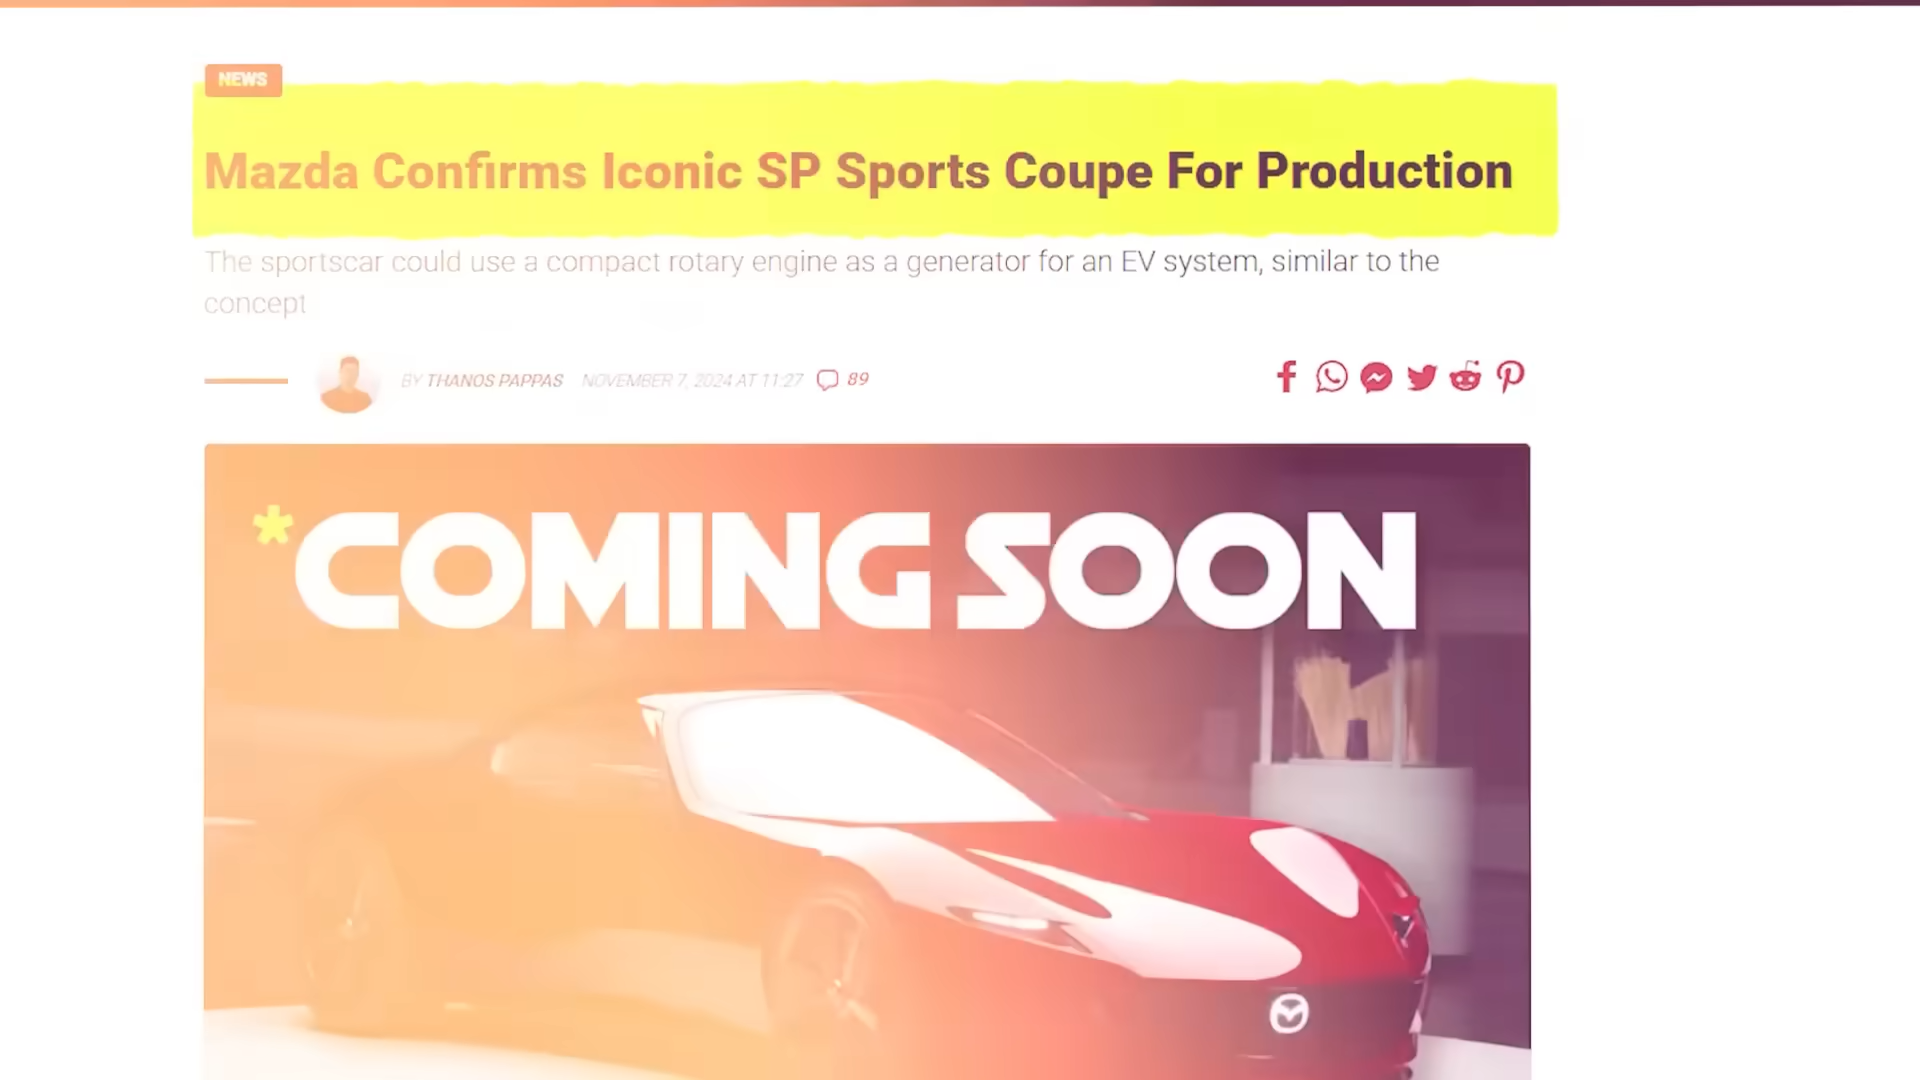 NEWS
Mazda Confirms Iconic SP Sports Coupe For Production
The sportscar could use a compact rotary engine as a generator for an EV system, similar to the
concept
BY THANOS PAPPAS NOVEMBER 7, 2024 AT 11:27 89
*COMING SOON